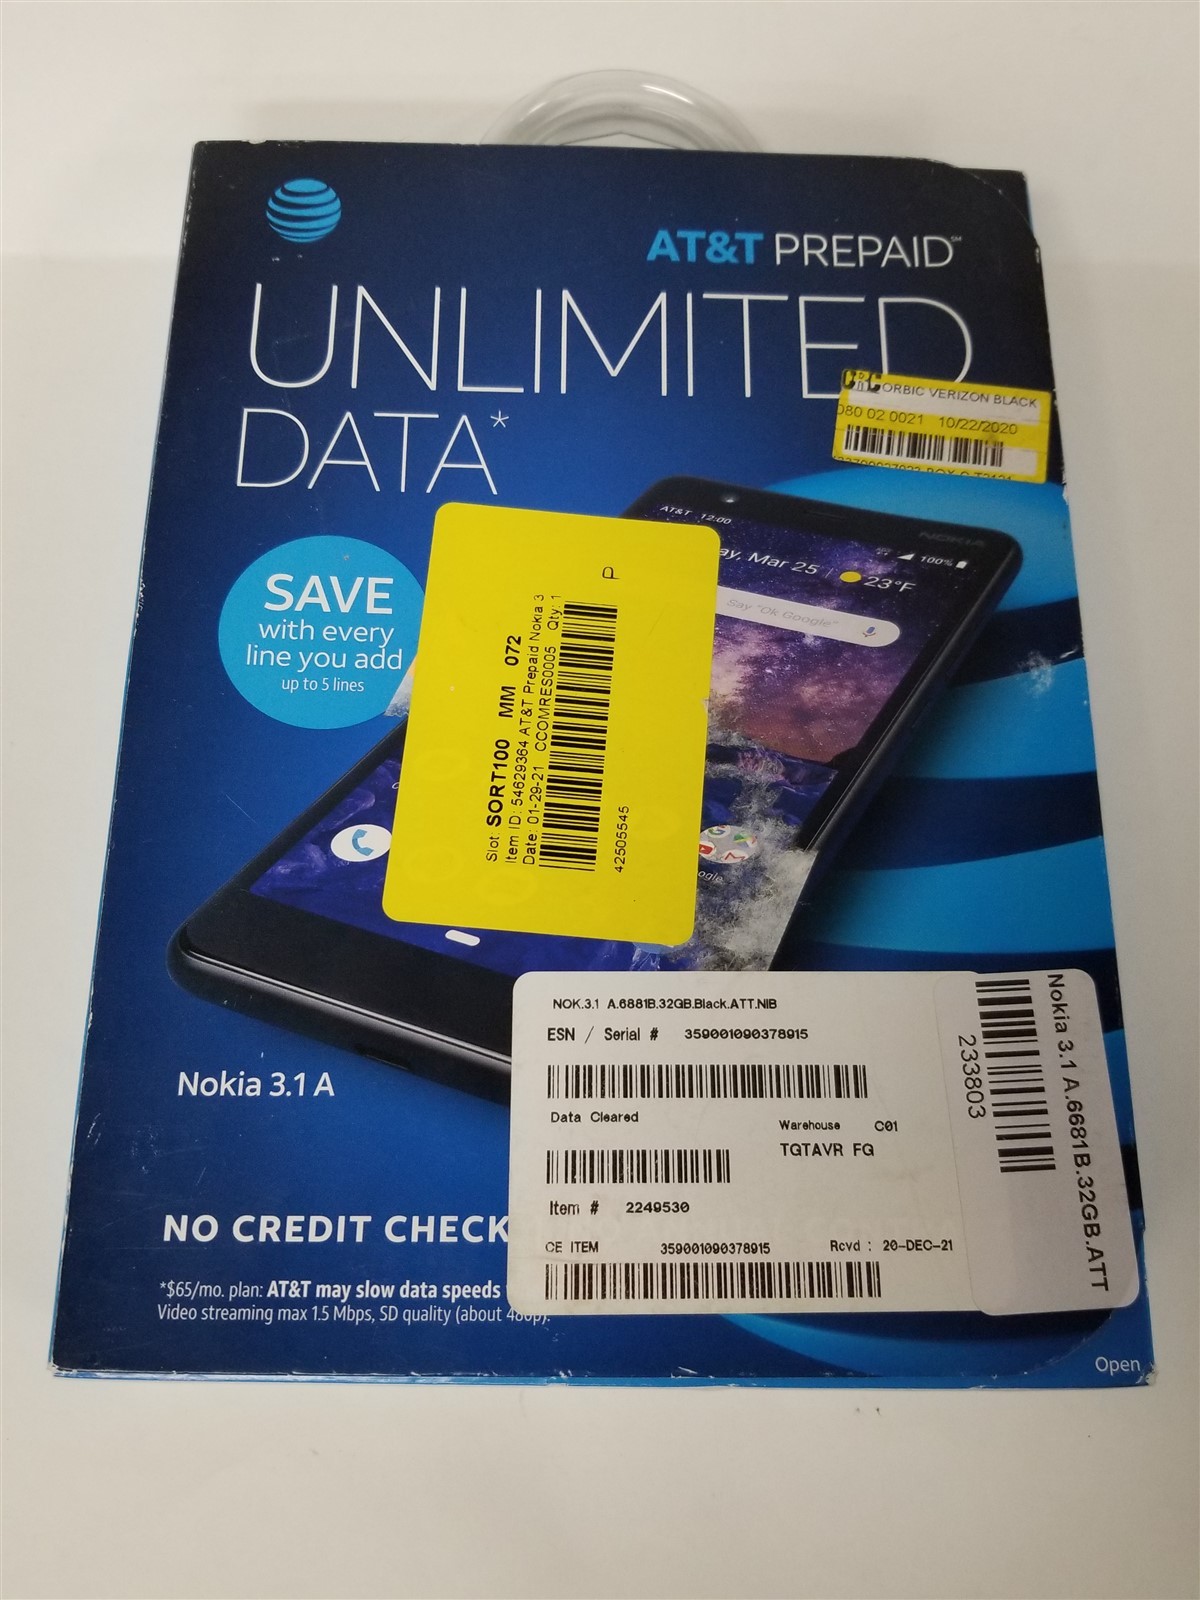 AT&T PREPAID℠
UNLIMITED
DATA*
CRC ORBIC VERIZON BLACK
080 02 0021 10/22/2020
SAVE
with every
line you add
up to 5 lines
AT&T 12:00
NOKIA
100%
ay, Mar 25 | 23°F
Say "Ok Google"
ogle
Slot: SORT100 MM 072
Item ID: 54629364 AT&T Prepaid Nokia 3
Date: 01-29-21 CCOMRES0005 Qty: 1
P
42505545
Nokia 3.1 A
NOK.3.1 A.6881B.32GB.Black.ATT.NIB
ESN / Serial # 359001090378915
Data Cleared
Warehouse C01
TGTAVR FG
Item # 2249530
CE ITEM 359001090378915 Rcvd : 20-DEC-21
Nokia 3.1 A.6681B.32GB.ATT
233803
NO CREDIT CHECK
*$65/mo. plan: AT&T may slow data speeds
Video streaming max 1.5 Mbps, SD quality (about 480p).
Open